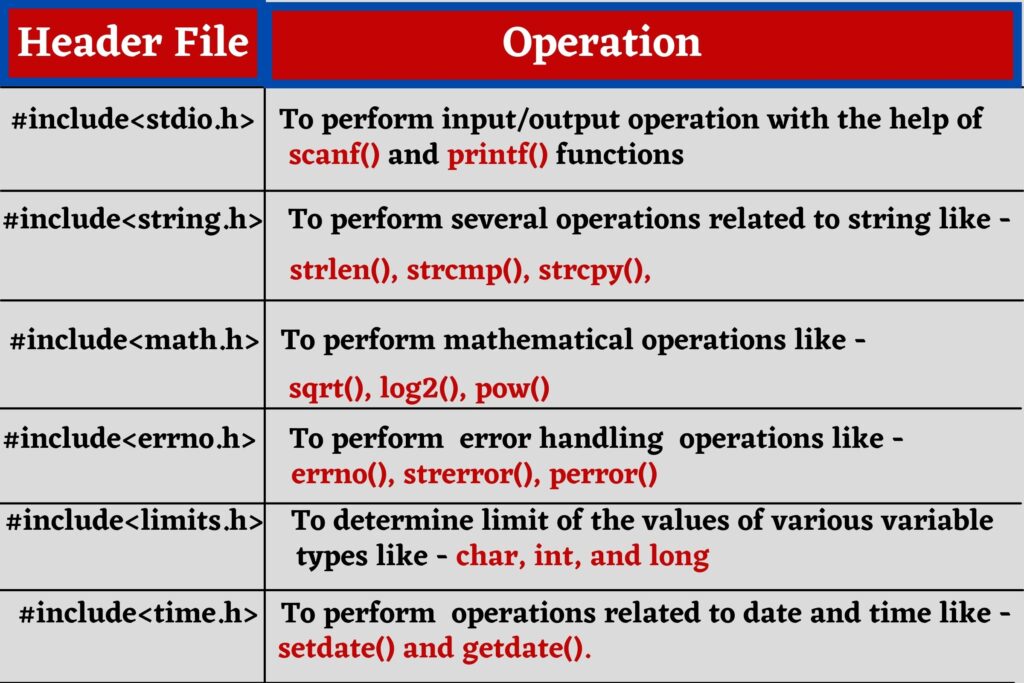 Header File
Operation
#include<stdio.h>
To perform input/output operation with the help of
scanf() and printf() functions
#include<string.h>
To perform several operations related to string like -
strlen(), strcmp(), strcpy(),
#include<math.h>
To perform mathematical operations like -
sqrt(), log2(), pow()
#include<errno.h>
To perform error handling operations like -
errno(), strerror(), perror()
#include<limits.h>
To determine limit of the values of various variable
types like - char, int, and long
#include<time.h>
To perform operations related to date and time like -
setdate() and getdate().